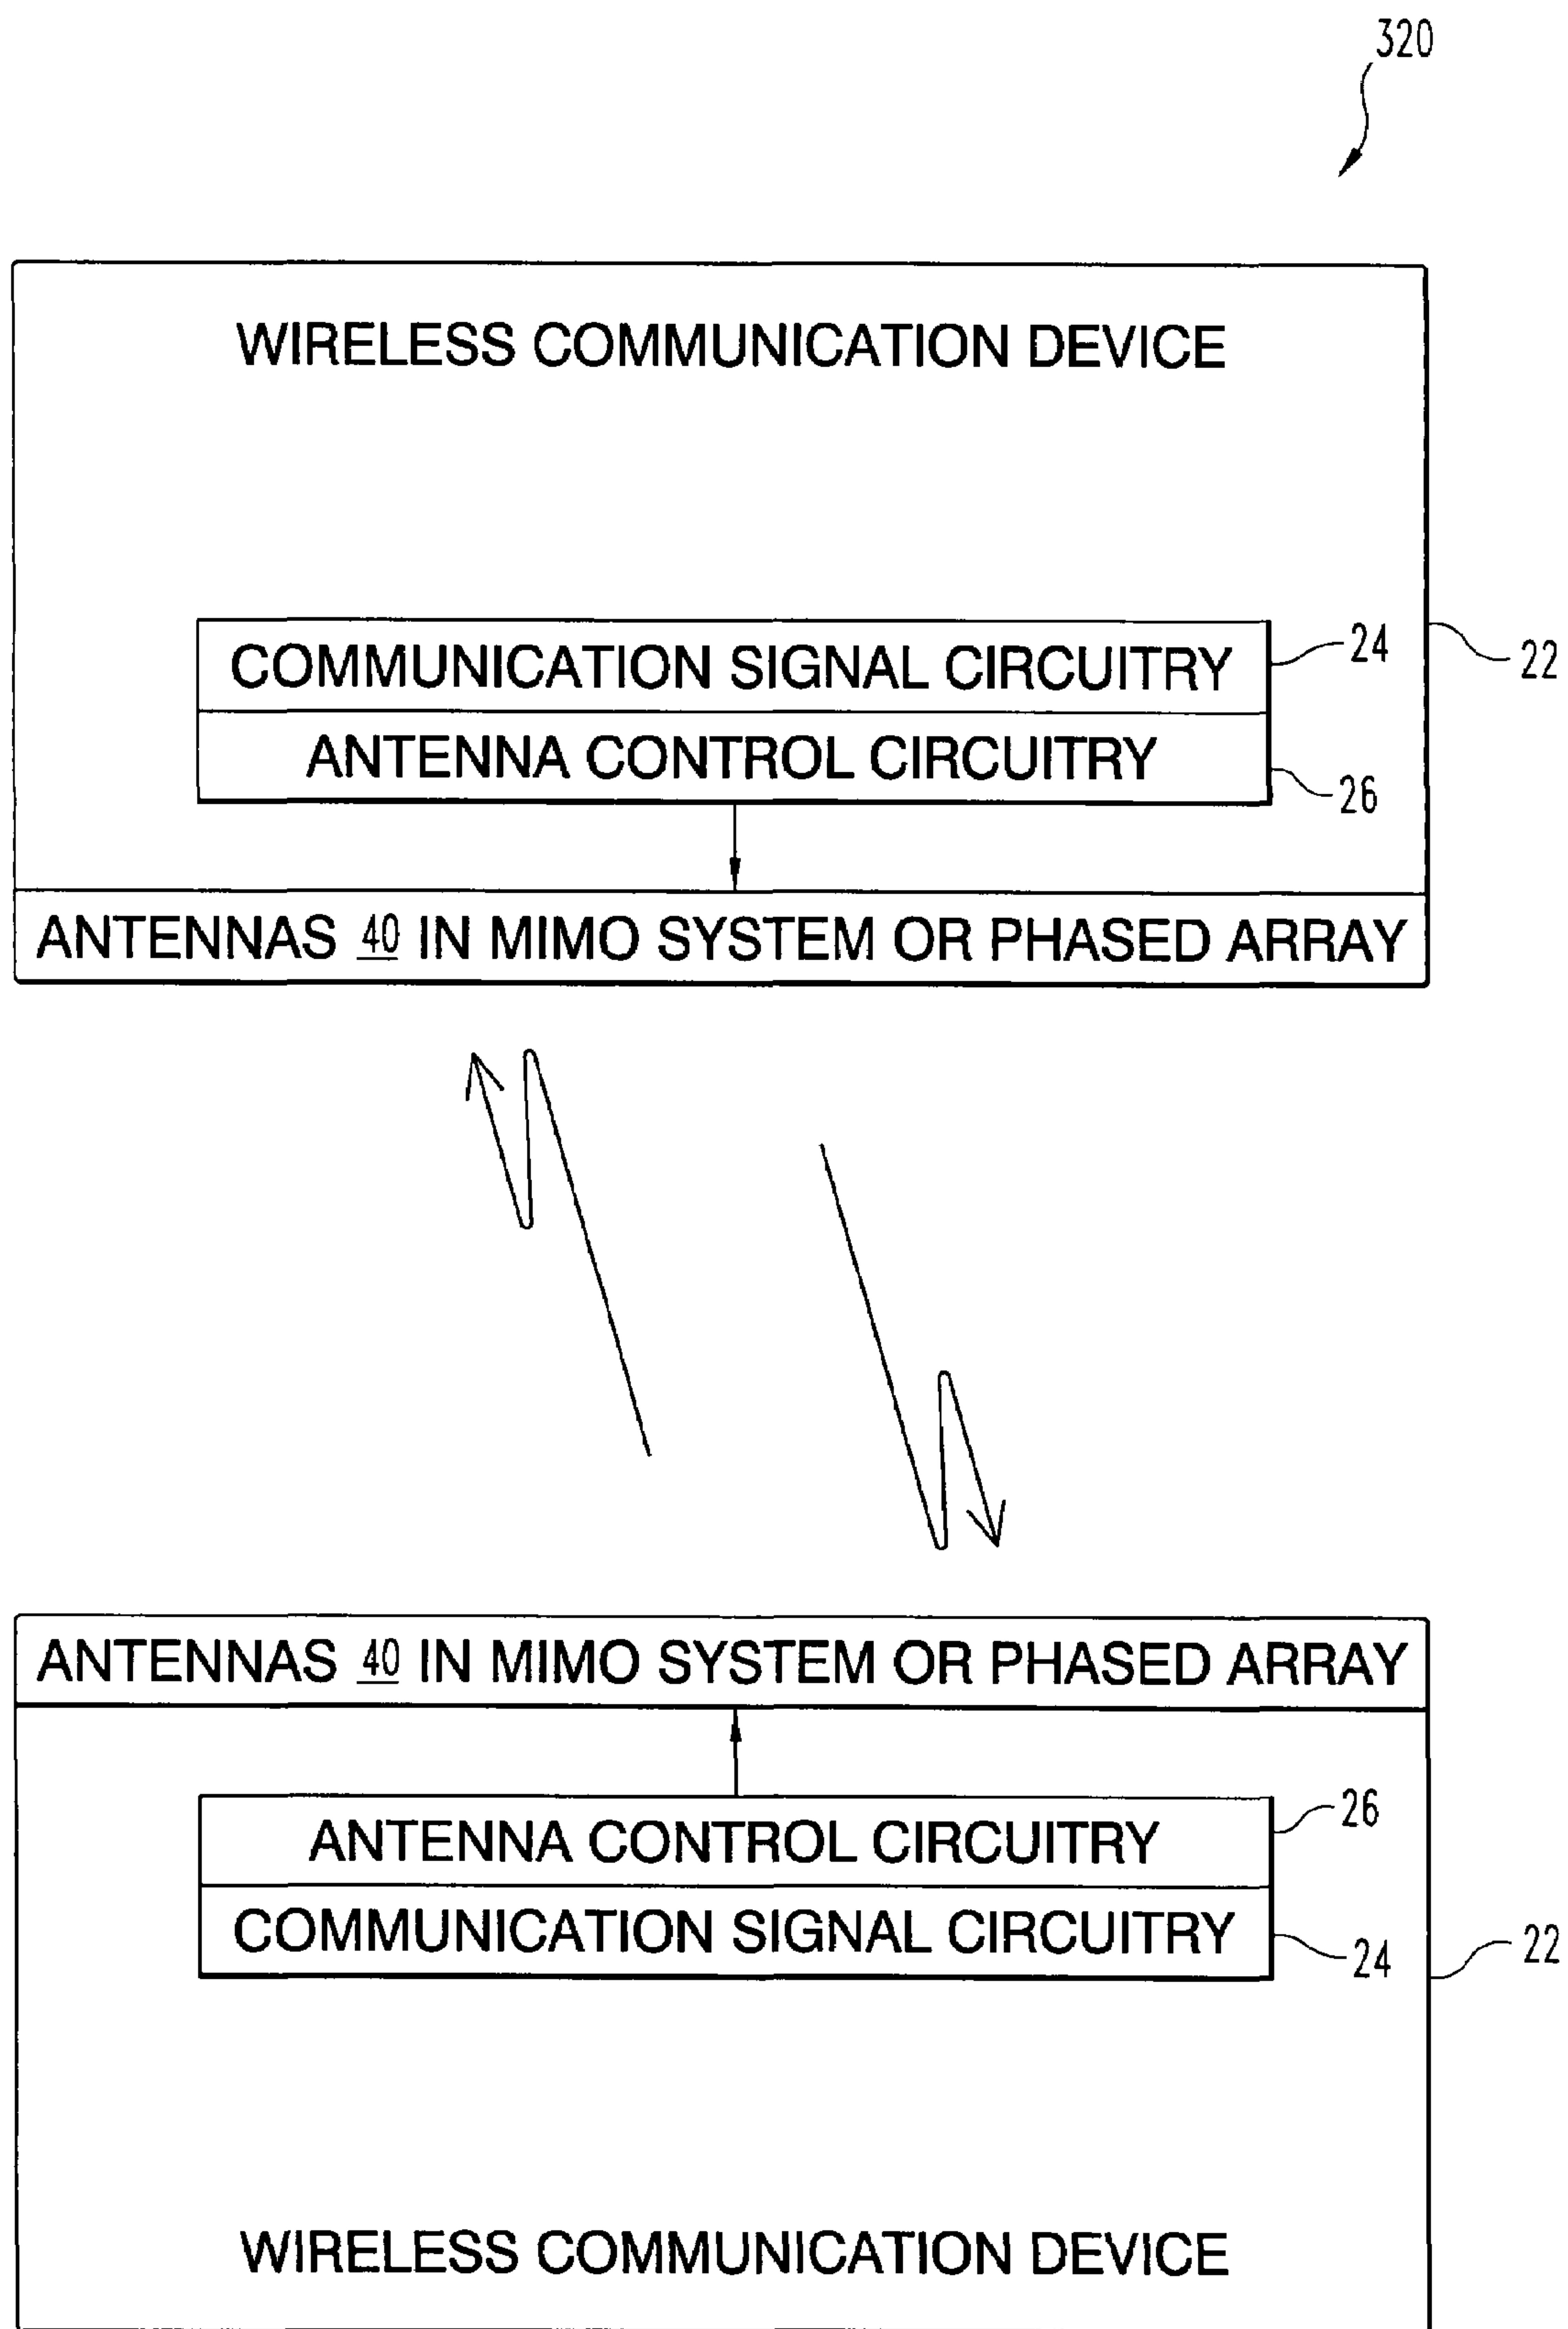 320
WIRELESS COMMUNICATION DEVICE
COMMUNICATION SIGNAL CIRCUITRY
24
22
ANTENNA CONTROL CIRCUITRY
26
ANTENNAS 40 IN MIMO SYSTEM OR PHASED ARRAY
ANTENNAS 40 IN MIMO SYSTEM OR PHASED ARRAY
26
ANTENNA CONTROL CIRCUITRY
COMMUNICATION SIGNAL CIRCUITRY
24
22
WIRELESS COMMUNICATION DEVICE